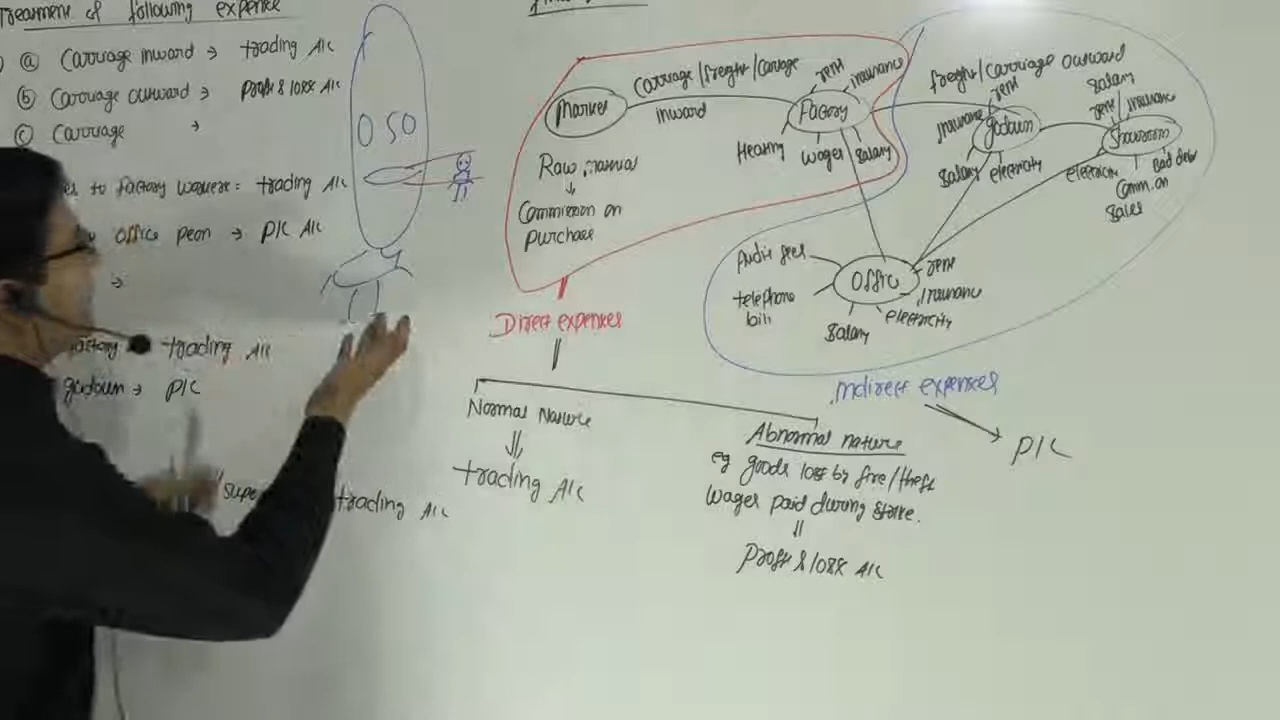 Treatment of following expense
(a) Carriage inward → trading A/C
(b) Carriage outward → Profit & loss A/C
(c) Carriage →
to factory workers = trading A/C
office peon → P/L A/C
→
factory trading A/C
godown → P/L
trading A/C
050
Market
Carriage/freight/cartage
inward
Factory
rent
insurance
Heating
wages
salary
Raw material
↓
Commission on
purchase
Direct expenses
Normal Nature
⇓
trading A/C
Abnormal nature
eg goods loss by fire/theft
wages paid during strike.
Profit & loss A/C
freight/carriage outward
rent
insurance
godown
salary
electricity
salary
rent/insurance
Showroom
electricity
Bad debt
Comm. on
sales
Audit fees
telephone
bill
Office
rent
insurance
electricity
salary
Indirect expenses
P/L